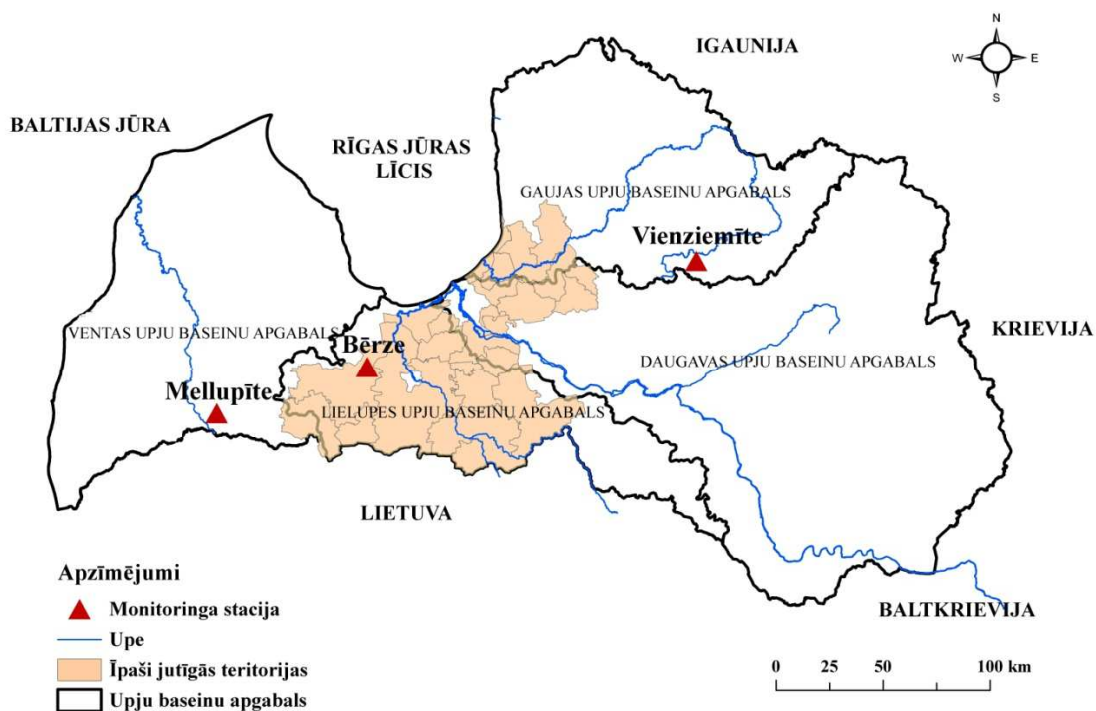 N
W E
S
IGAUNIJA
BALTIJAS JŪRA
RĪGAS JŪRAS
LĪCIS
GAUJAS UPJU BASEINU APGABALS
Vienziemīte
KRIEVIJA
VENTAS UPJU BASEINU APGABALS
Bērze
DAUGAVAS UPJU BASEINU APGABALS
Mellupīte
LIELUPES UPJU BASEINU APGABALS
LIETUVA
Apzīmējumi
Monitoringa stacija
Upe
Īpaši jutīgās teritorijas
Upju baseinu apgabals
BALTKRIEVIJA
0 25 50 100 km